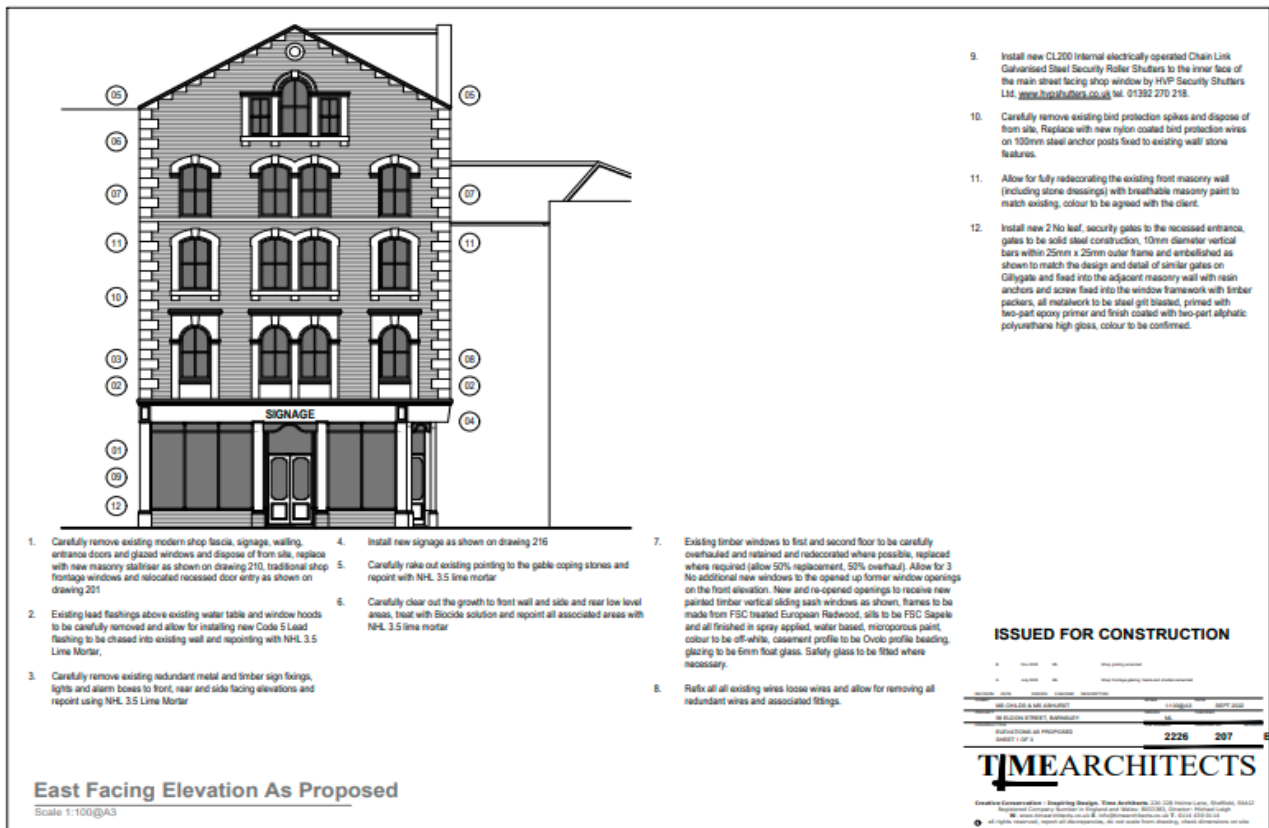 05
05
06
07
07
11
11
10
03
08
02
02
SIGNAGE
04
01
09
12
1. Carefully remove existing modern shop fascia, signage, walling,
entrance doors and glazed windows and dispose of from site, replace
with new masonry stallriser as shown on drawing 210, traditional shop
frontage windows and relocated recessed door entry as shown on
drawing 201
2. Existing lead flashings above existing water table and window hoods
to be carefully removed and allow for installing new Code 5 Lead
flashing to be chased into existing wall and repointing with NHL 3.5
Lime Mortar,
3. Carefully remove existing redundant metal and timber sign fixings,
lights and alarm boxes to front, rear and side facing elevations and
repoint using NHL 3.5 Lime Mortar
4. Install new signage as shown on drawing 216
5. Carefully rake out existing pointing to the gable coping stones and
repoint with NHL 3.5 lime mortar
6. Carefully clear out the growth to front wall and side and rear low level
areas, treat with Biocide solution and repoint all associated areas with
NHL 3.5 lime mortar
7. Existing timber windows to first and second floor to be carefully
overhauled and retained and redecorated where possible, replaced
where required (allow 50% replacement, 50% overhaul). Allow for 3
No additional new windows to the opened up former window openings
on the front elevation. New and re-opened openings to receive new
painted timber vertical sliding sash windows as shown, frames to be
made from FSC treated European Redwood, sills to be FSC Sapele
and all finished in spray applied, water based, microporous paint,
colour to be off-white, casement profile to be Ovolo profile beading,
glazing to be 6mm float glass. Safety glass to be fitted where
necessary.
8. Refix all all existing wires loose wires and allow for removing all
redundant wires and associated fittings.
9. Install new CL200 Internal electrically operated Chain Link
Galvanised Steel Security Roller Shutters to the inner face of
the main street facing shop window by HVP Security Shutters
Ltd, www.hvpshutters.co.uk tel. 01392 270 218.
10. Carefully remove existing bird protection spikes and dispose of
from site, Replace with new nylon coated bird protection wires
on 100mm steel anchor posts fixed to existing wall/ stone
features.
11. Allow for fully redecorating the existing front masonry wall
(including stone dressings) with breathable masonry paint to
match existing, colour to be agreed with the client.
12. Install new 2 No leaf, security gates to the recessed entrance,
gates to be solid steel construction, 10mm diameter vertical
bars within 25mm x 25mm outer frame and embellished as
shown to match the design and detail of similar gates on
Gillygate and fixed into the adjacent masonry wall with resin
anchors and screw fixed into the window framework with timber
packers, all metalwork to be steel grit blasted, primed with
two-part epoxy primer and finish coated with two-part aliphatic
polyurethane high gloss, colour to be confirmed.
ISSUED FOR CONSTRUCTION
MS CHILDS & MS ASHURST 1:100@A3 SEPT 2022
ELDON STREET, BARNSLEY ML
ELEVATIONS AS PROPOSED
SHEET 1 OF 3 2226 207 B
TIMEARCHITECTS
Creative Conservation - Inspiring Design. Time Architects
East Facing Elevation As Proposed
Scale 1:100@A3